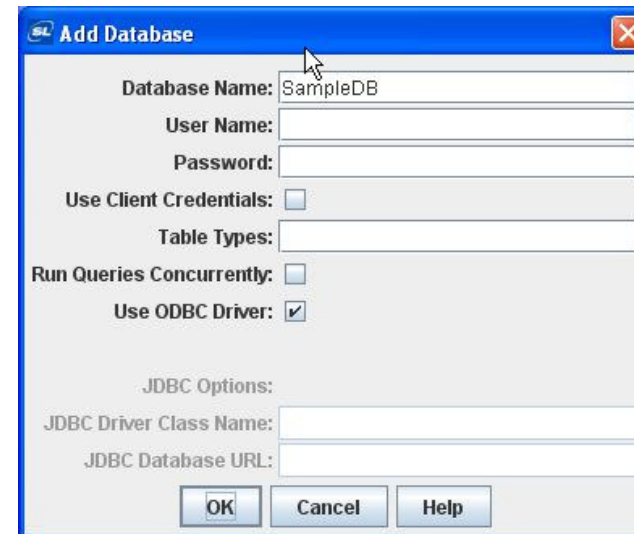 SL Add Database
Database Name: SampleDB
User Name:
Password:
Use Client Credentials:
Table Types:
Run Queries Concurrently:
Use ODBC Driver:
JDBC Options:
JDBC Driver Class Name:
JDBC Database URL:
OK Cancel Help